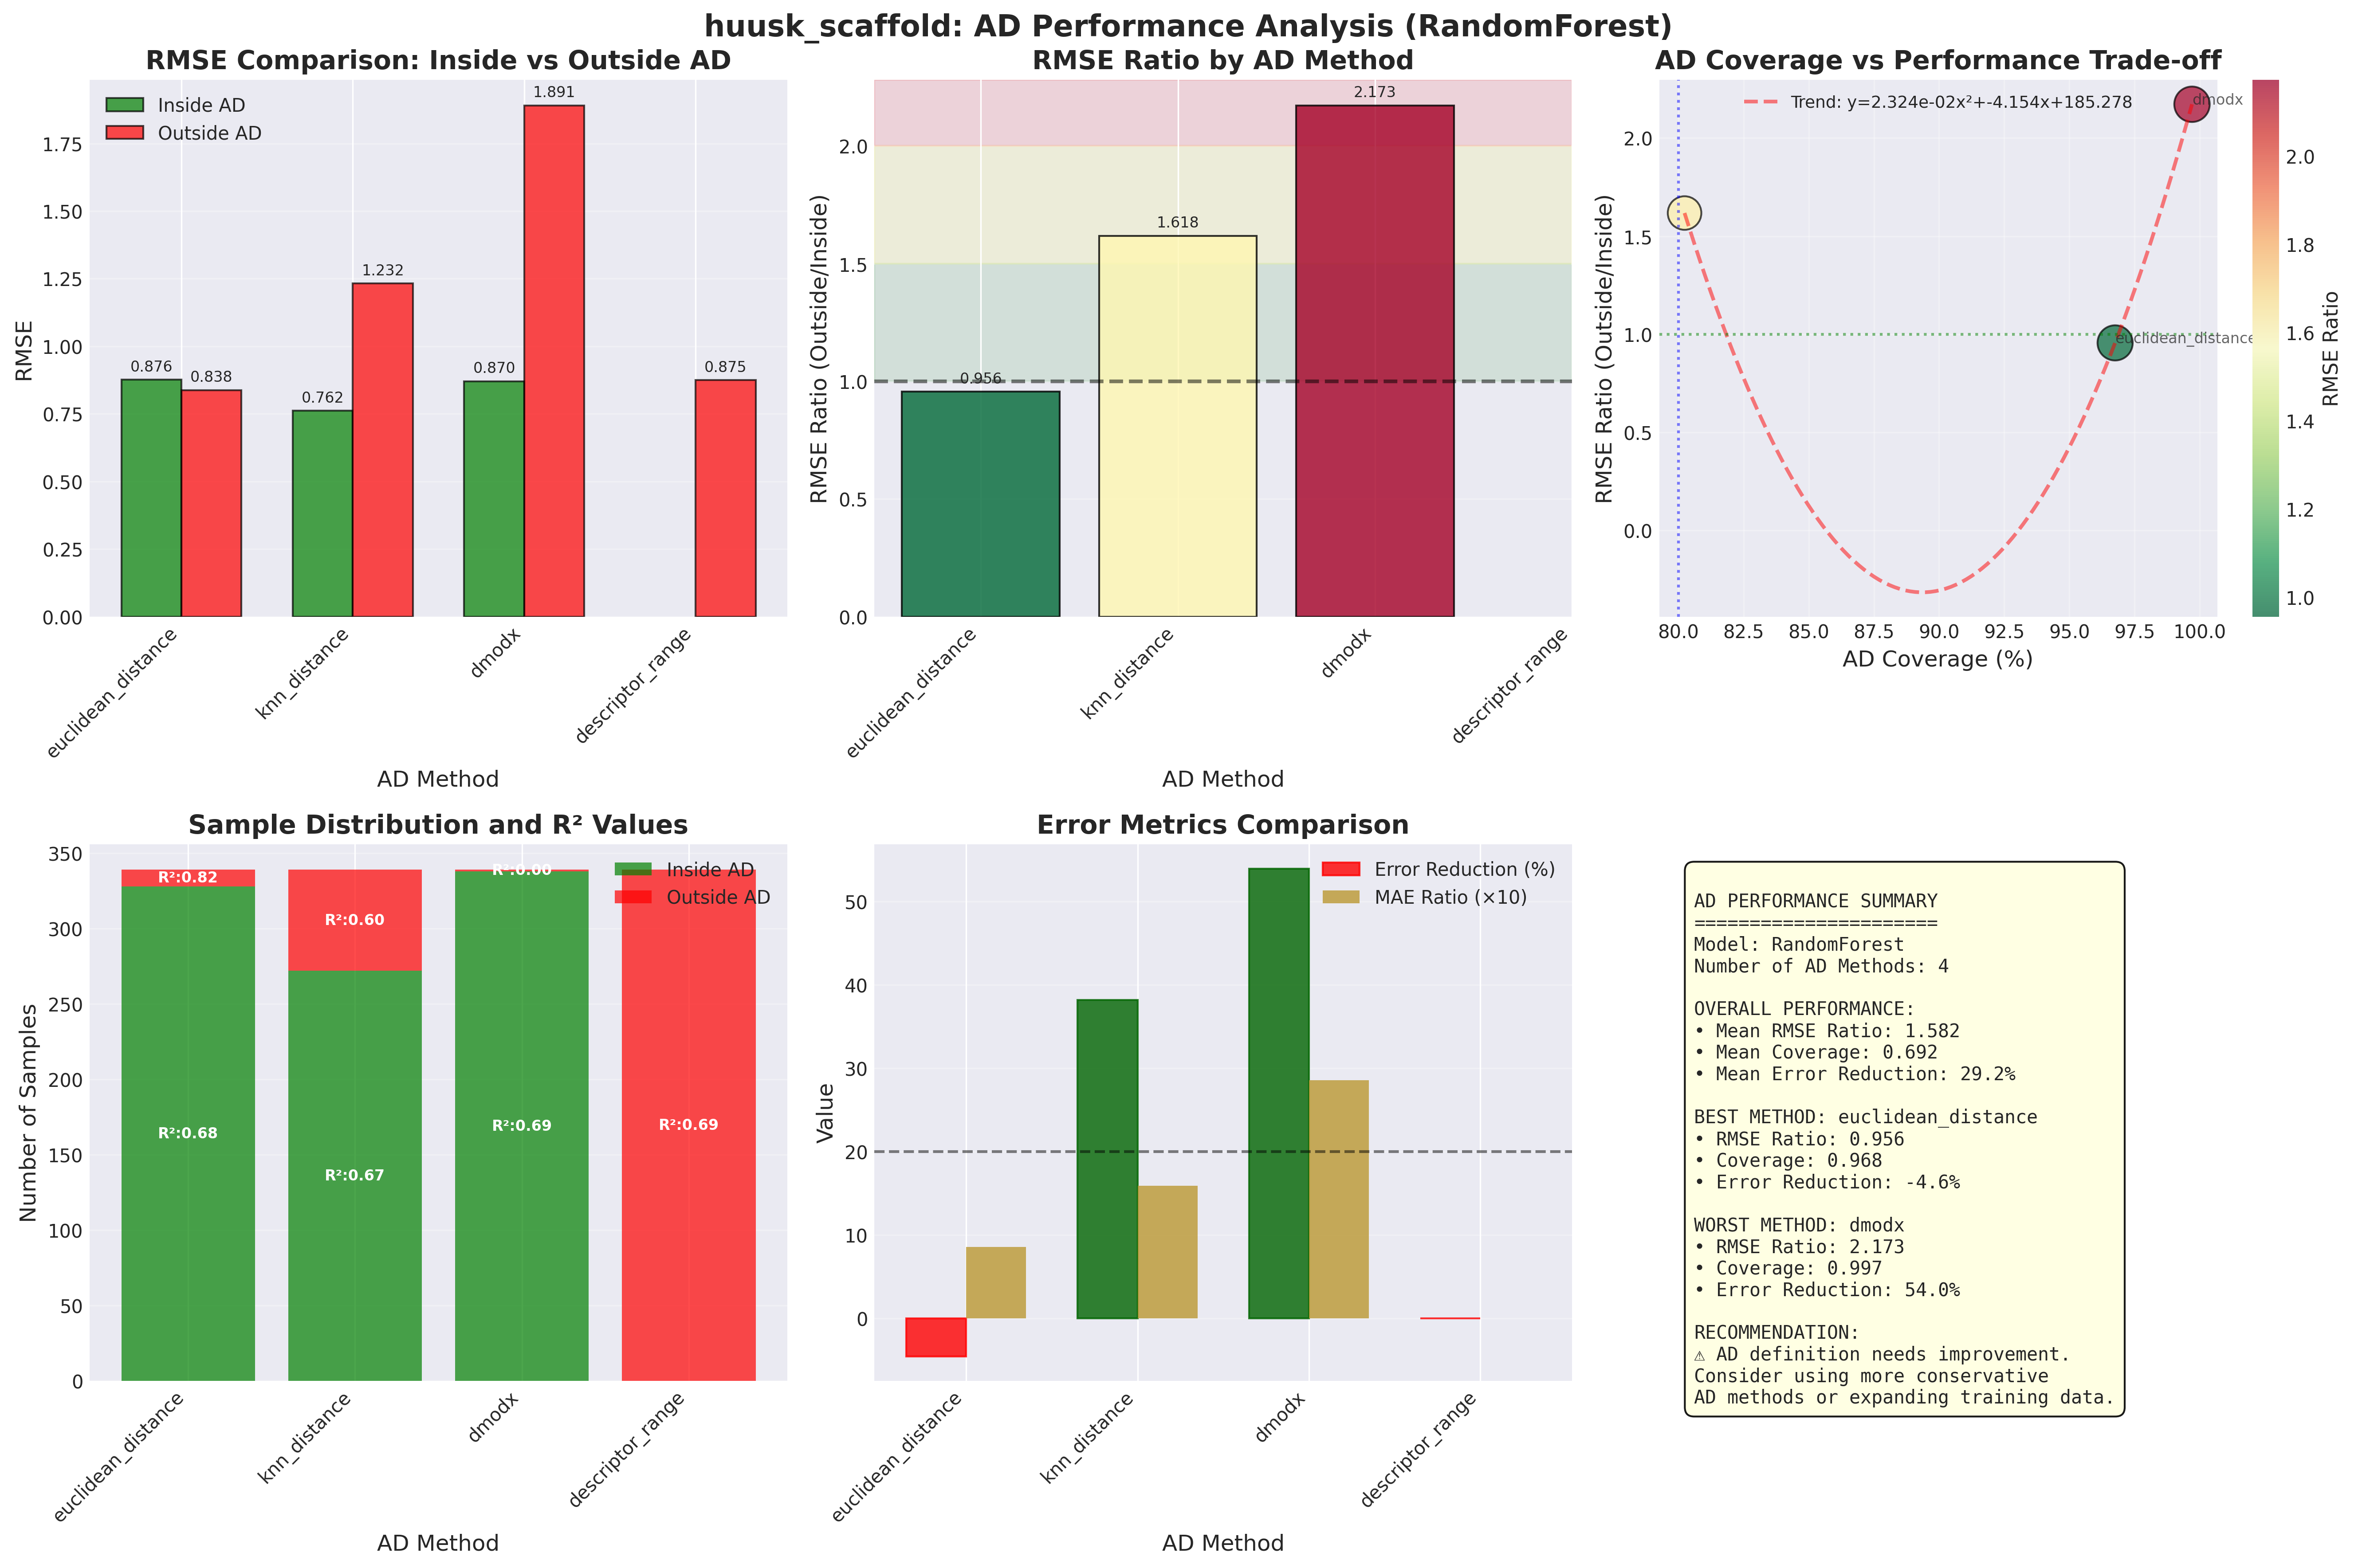 huusk_scaffold: AD Performance Analysis (RandomForest)
RMSE Comparison: Inside vs Outside AD
Inside AD
Outside AD
RMSE
1.75
1.50
1.25
1.00
0.75
0.50
0.25
0.00
0.876
0.838
0.762
1.232
0.870
1.891
0.875
euclidean_distance
knn_distance
dmodx
descriptor_range
AD Method
RMSE Ratio by AD Method
RMSE Ratio (Outside/Inside)
2.0
1.5
1.0
0.5
0.0
0.956
1.618
2.173
euclidean_distance
knn_distance
dmodx
descriptor_range
AD Method
AD Coverage vs Performance Trade-off
Trend: y=2.324e-02x²+-4.154x+185.278
dmodx
euclidean_distance
RMSE Ratio (Outside/Inside)
2.0
1.5
1.0
0.5
0.0
80.0
82.5
85.0
87.5
90.0
92.5
95.0
97.5
100.0
AD Coverage (%)
2.0
1.8
1.6
1.4
1.2
1.0
RMSE Ratio
Sample Distribution and R² Values
Inside AD
Outside AD
Number of Samples
350
300
250
200
150
100
50
0
R²:0.82
R²:0.68
R²:0.60
R²:0.67
R²:0.00
R²:0.69
R²:0.69
euclidean_distance
knn_distance
dmodx
descriptor_range
AD Method
Error Metrics Comparison
Error Reduction (%)
MAE Ratio (×10)
Value
50
40
30
20
10
0
euclidean_distance
knn_distance
dmodx
descriptor_range
AD Method
AD PERFORMANCE SUMMARY
======================
Model: RandomForest
Number of AD Methods: 4
OVERALL PERFORMANCE:
• Mean RMSE Ratio: 1.582
• Mean Coverage: 0.692
• Mean Error Reduction: 29.2%
BEST METHOD: euclidean_distance
• RMSE Ratio: 0.956
• Coverage: 0.968
• Error Reduction: -4.6%
WORST METHOD: dmodx
• RMSE Ratio: 2.173
• Coverage: 0.997
• Error Reduction: 54.0%
RECOMMENDATION:
⚠ AD definition needs improvement.
Consider using more conservative
AD methods or expanding training data.